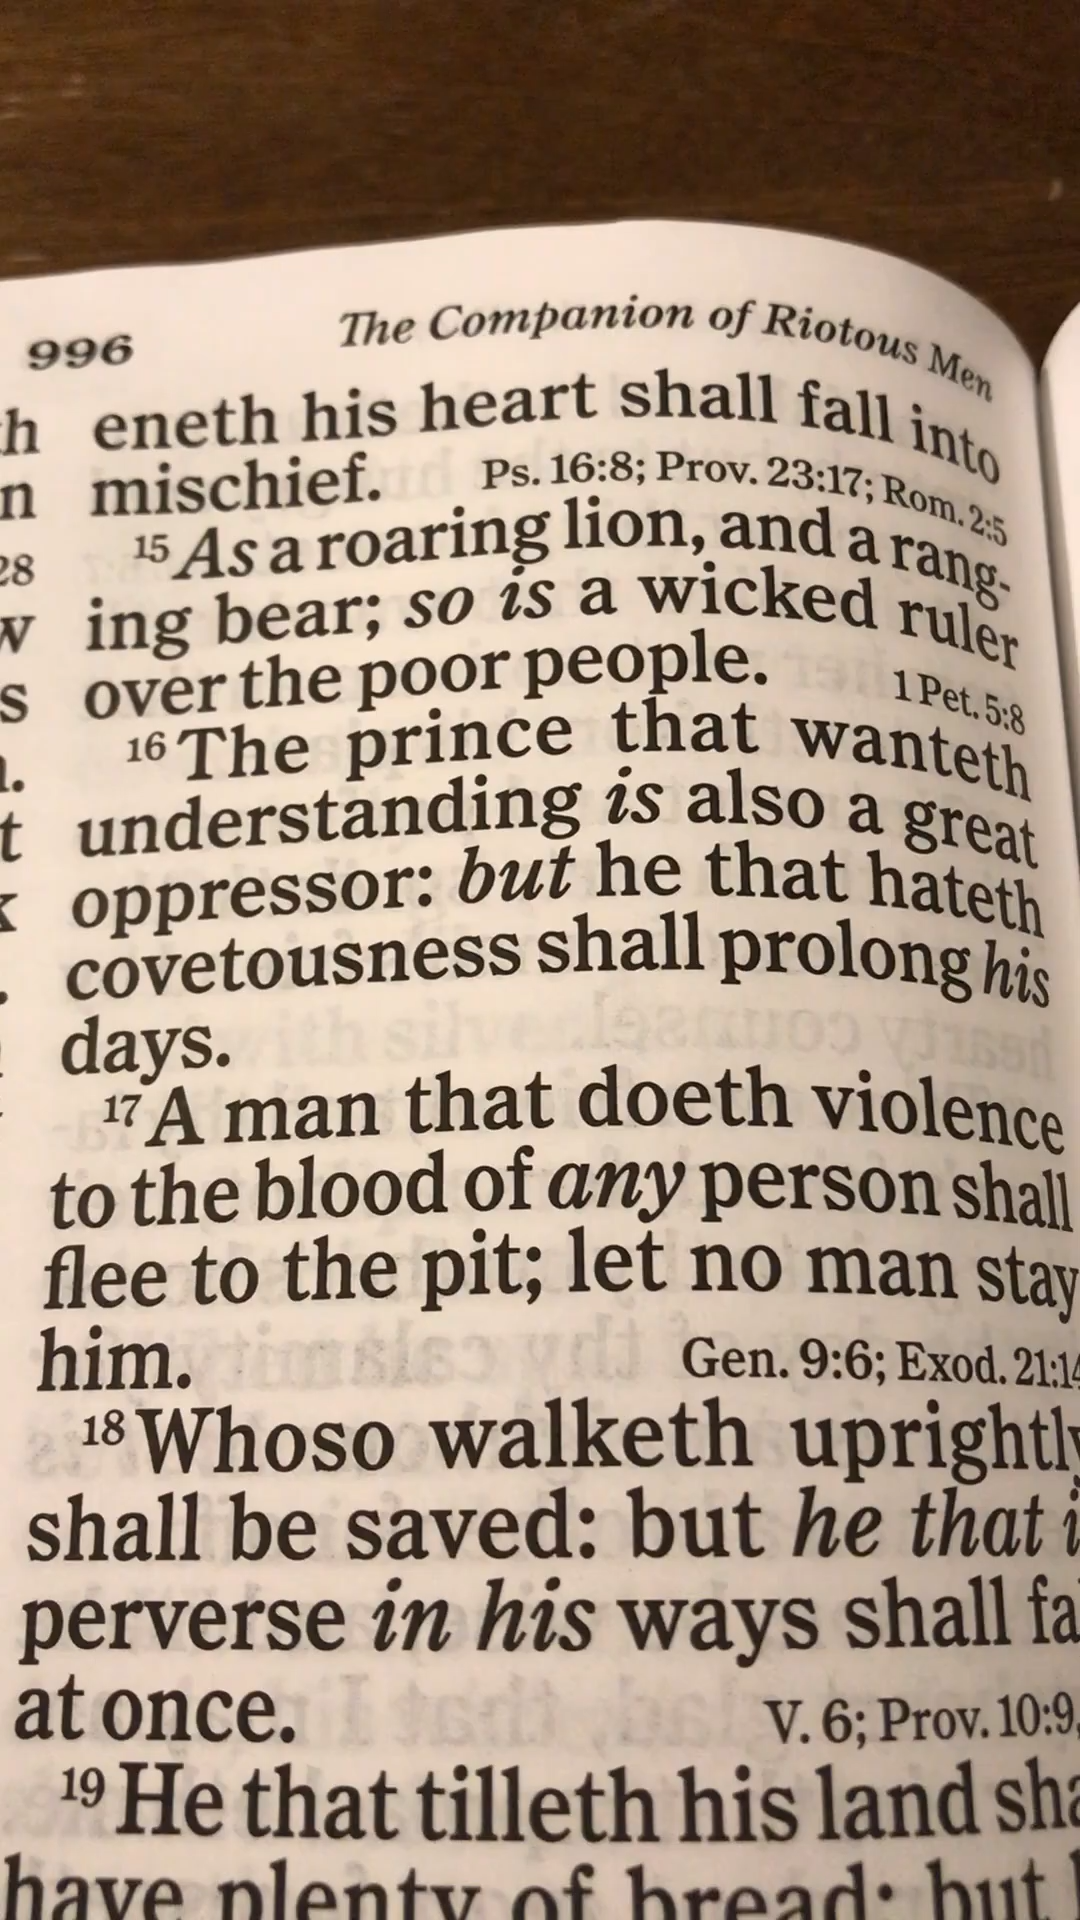 996 The Companion of Riotous Men
eneth his heart shall fall into
mischief. Ps. 16:8; Prov. 23:17; Rom. 2:5
15 As a roaring lion, and a rang-
ing bear; so is a wicked ruler
over the poor people. 1 Pet. 5:8
16 The prince that wanteth
understanding is also a great
oppressor: but he that hateth
covetousness shall prolong his
days.
17 A man that doeth violence
to the blood of any person shall
flee to the pit; let no man stay
him. Gen. 9:6; Exod. 21:14
18 Whoso walketh uprightly
shall be saved: but he that
perverse in his ways shall
at once. V. 6; Prov. 10:9,
19 He that tilleth his land
have plenty of bread: but